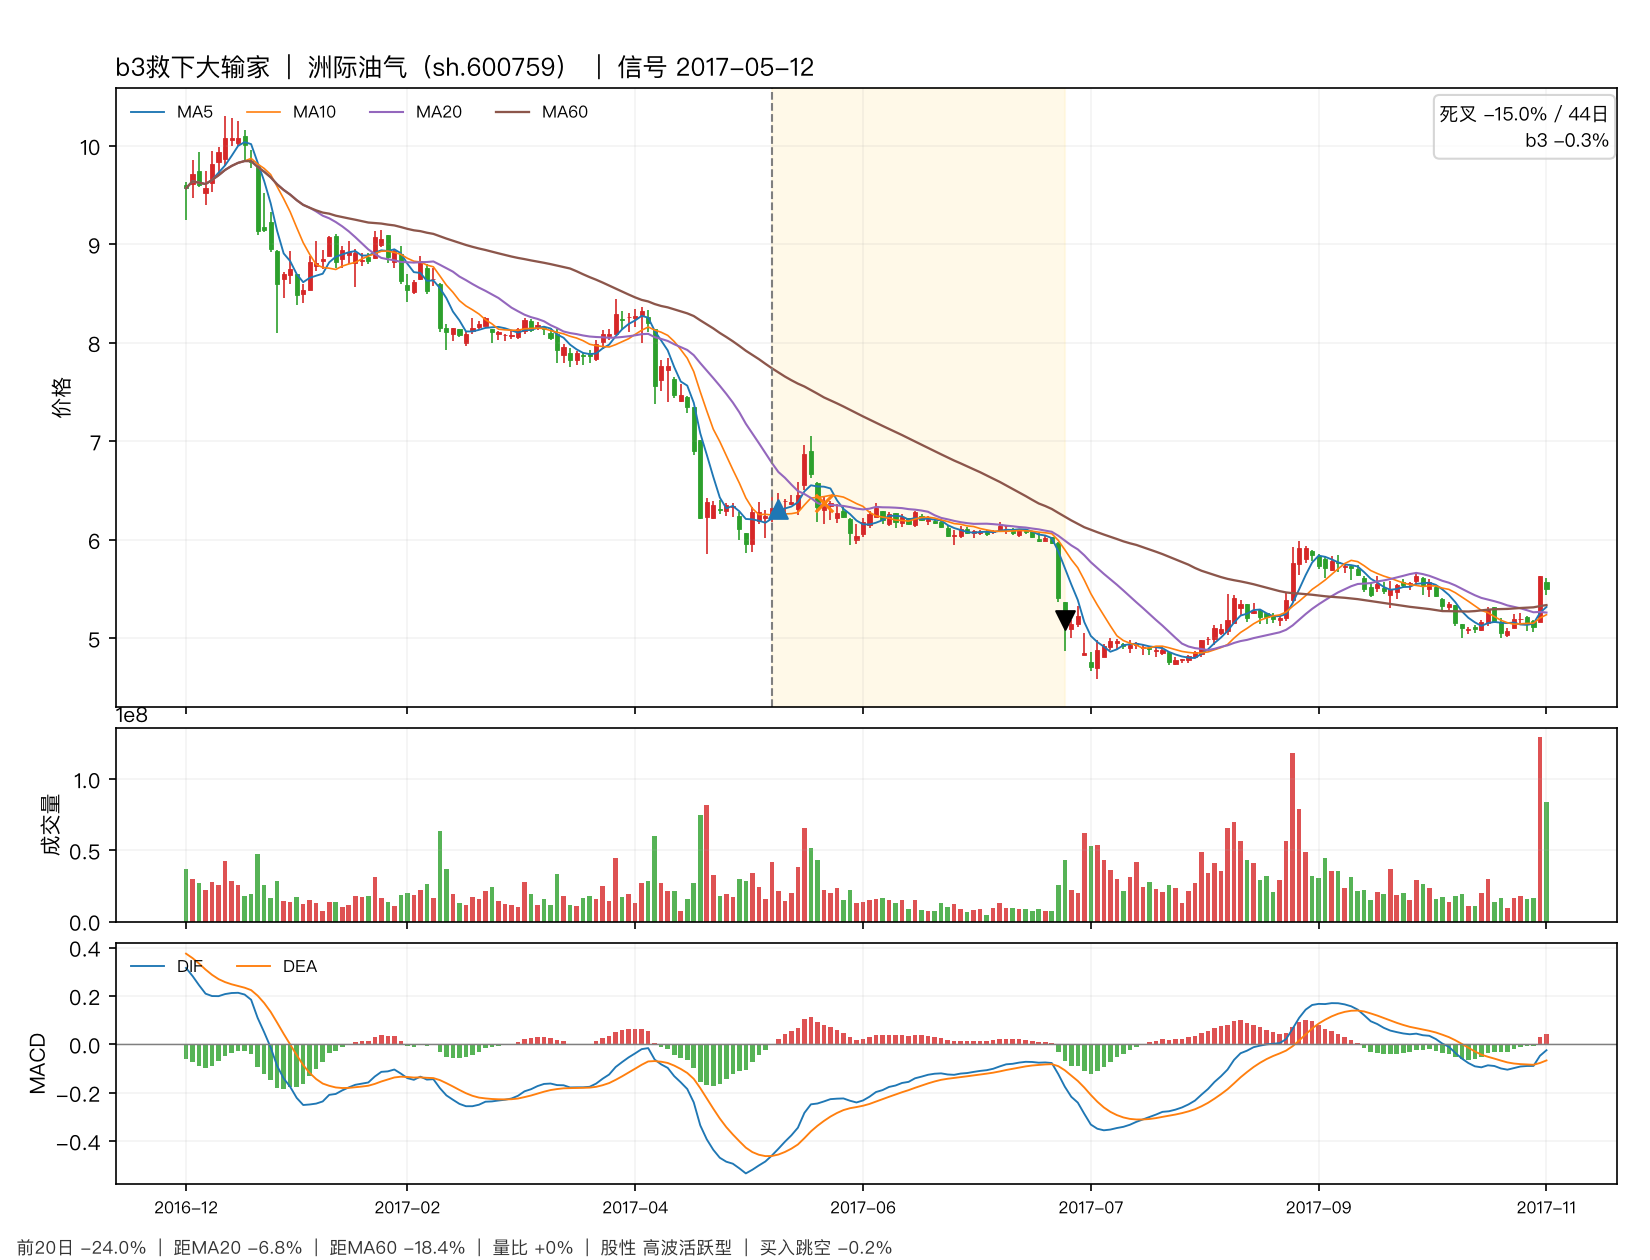 b3救下大输家 | 洲际油气（sh.600759） | 信号 2017-05-12
MA5 MA10 MA20 MA60
死叉 -15.0% / 44日
b3 -0.3%
10
9
8
7
6
5
价格
1e8
1.0
0.5
0.0
成交量
DIF DEA
0.4
0.2
0.0
-0.2
-0.4
MACD
2016-12 2017-02 2017-04 2017-06 2017-07 2017-09 2017-11
前20日 -24.0% | 距MA20 -6.8% | 距MA60 -18.4% | 量比 +0% | 股性 高波活跃型 | 买入跳空 -0.2%